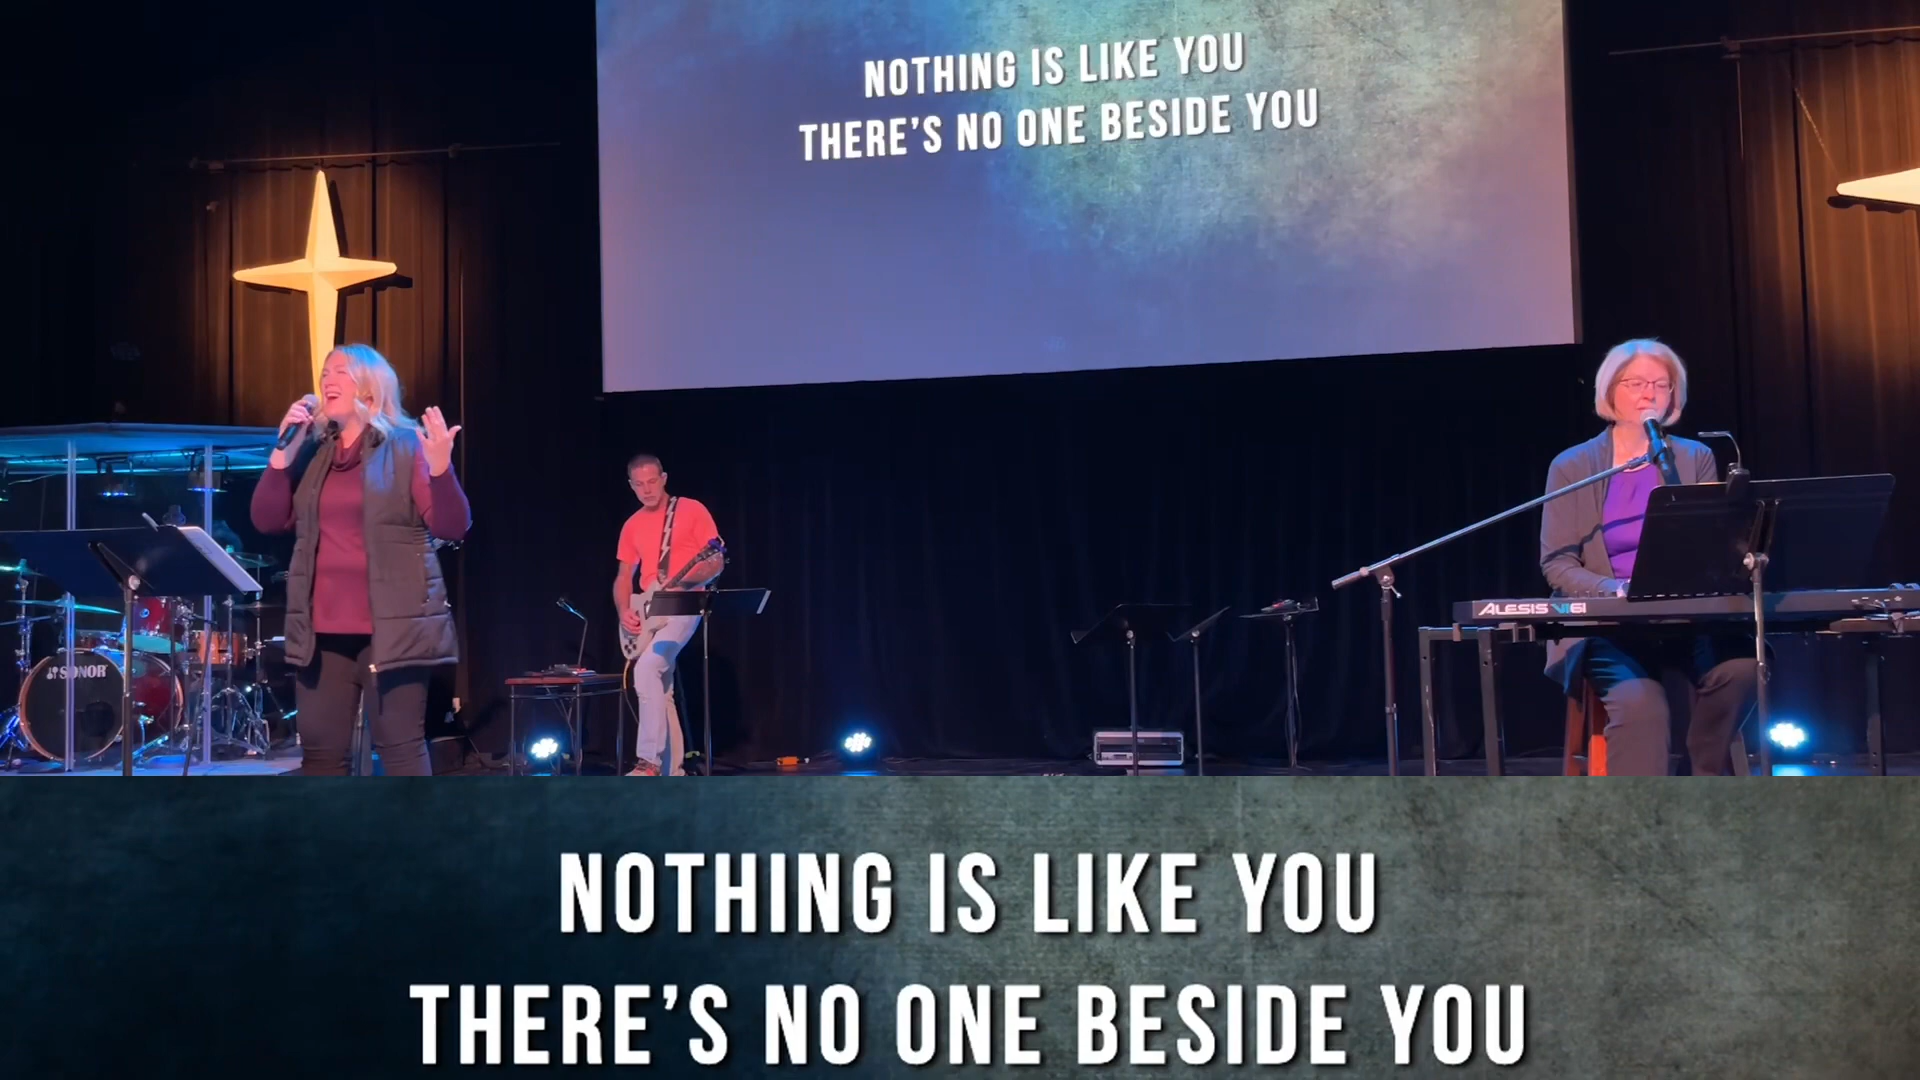 NOTHING IS LIKE YOU
THERE'S NO ONE BESIDE YOU
SONOR
ALESIS VI61
NOTHING IS LIKE YOU
THERE'S NO ONE BESIDE YOU